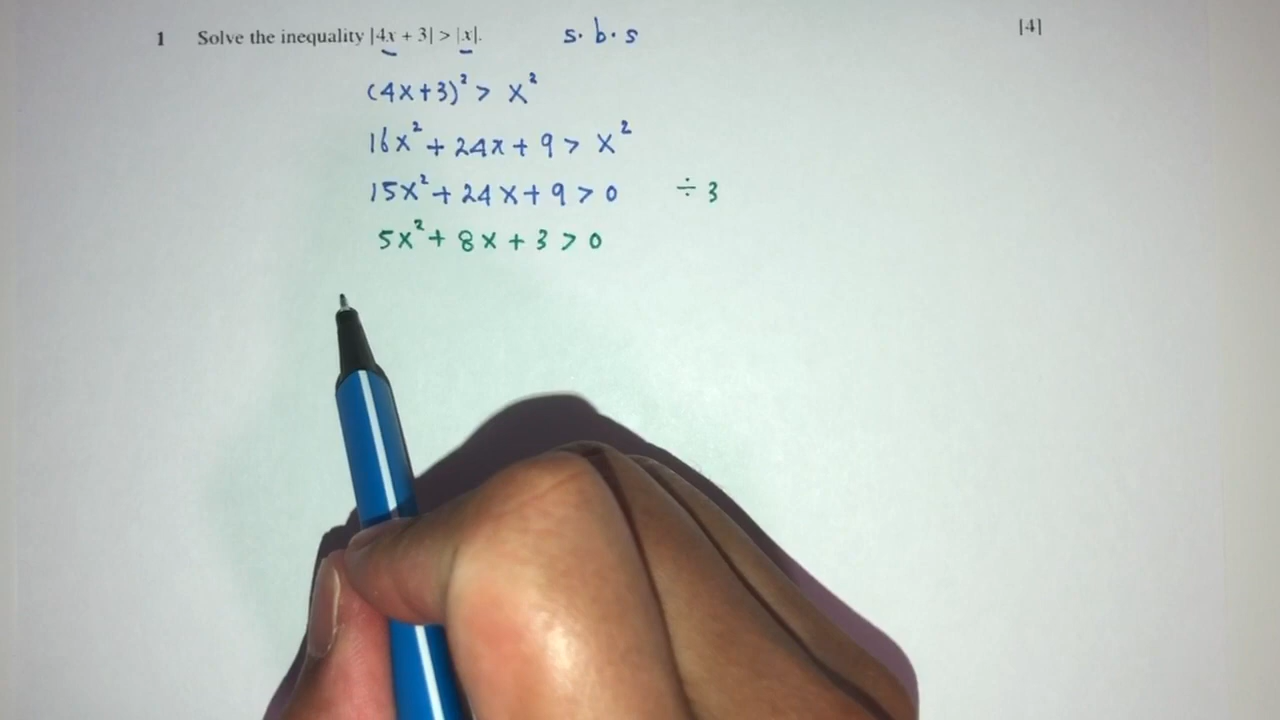 1 Solve the inequality |4x + 3| > |x|. s.b.s [4]
(4x+3)² > x²
16x² + 24x + 9 > x²
15x² + 24x + 9 > 0 ÷ 3
5x² + 8x + 3 > 0